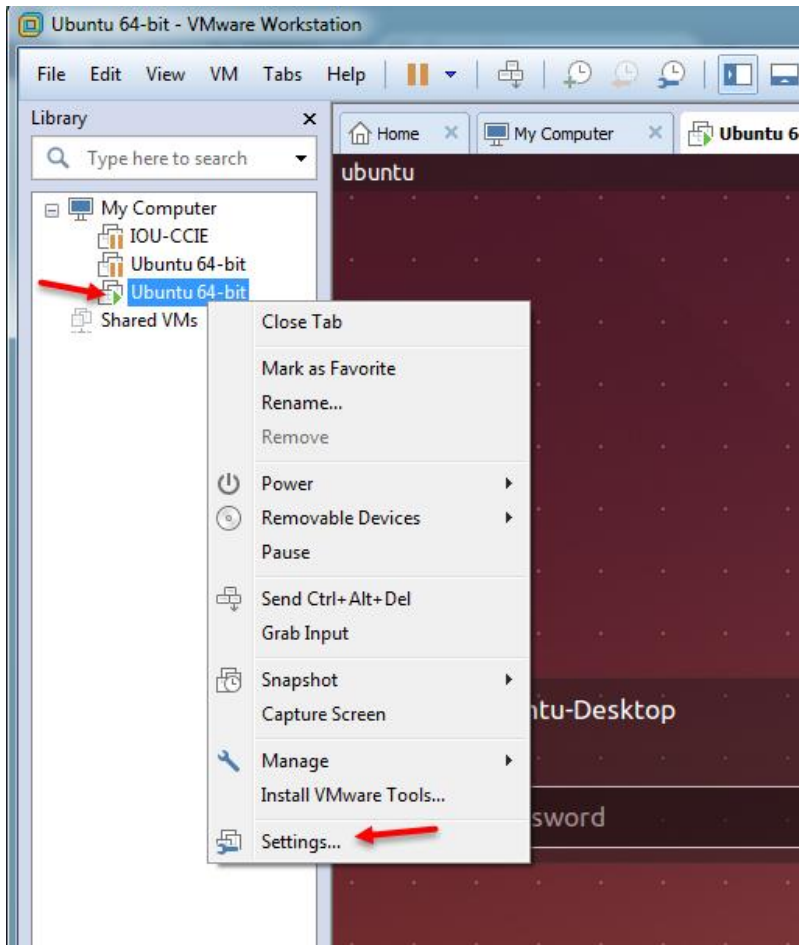 Ubuntu 64-bit - VMware Workstation
File Edit View VM Tabs Help
Library
Type here to search
My Computer
IOU-CCIE
Ubuntu 64-bit
Ubuntu 64-bit
Shared VMs
Home
My Computer
Ubuntu 6
ubuntu
Close Tab
Mark as Favorite
Rename...
Remove
Power
Removable Devices
Pause
Send Ctrl+Alt+Del
Grab Input
Snapshot
Capture Screen
Manage
Install VMware Tools...
Settings...
ntu-Desktop
sword